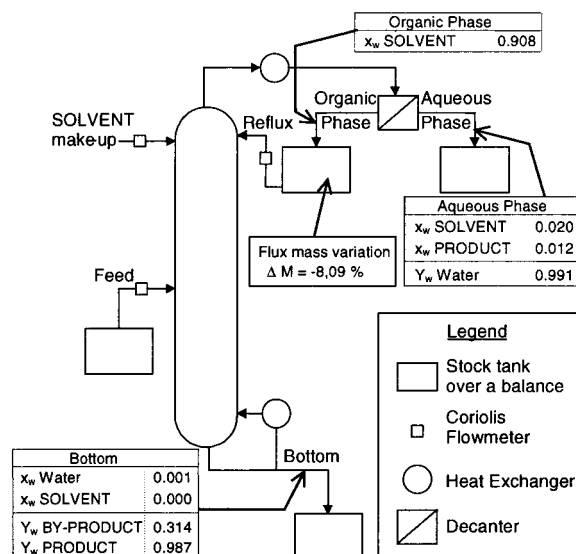 Organic Phase
xw SOLVENT 0.908
Organic Aqueous
Phase Phase
SOLVENT
make-up
Reflux
Aqueous Phase
xw SOLVENT 0.020
xw PRODUCT 0.012
Yw Water 0.991
Flux mass variation
Δ M = -8,09 %
Feed
Legend
Stock tank
over a balance
Coriolis
Flowmeter
Heat Exchanger
Decanter
Bottom
Bottom
xw Water 0.001
xw SOLVENT 0.000
Yw BY-PRODUCT 0.314
Yw PRODUCT 0.987